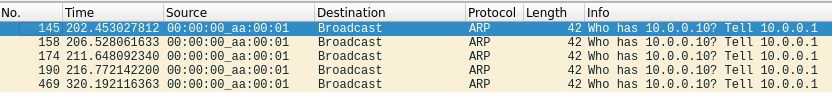 No. Time Source Destination Protocol Length Info
145 202.453027812 00:00:00_aa:00:01 Broadcast ARP 42 Who has 10.0.0.10? Tell 10.0.0.1
158 206.528061633 00:00:00_aa:00:01 Broadcast ARP 42 Who has 10.0.0.10? Tell 10.0.0.1
174 211.648092340 00:00:00_aa:00:01 Broadcast ARP 42 Who has 10.0.0.10? Tell 10.0.0.1
190 216.772142200 00:00:00_aa:00:01 Broadcast ARP 42 Who has 10.0.0.10? Tell 10.0.0.1
469 320.192116363 00:00:00_aa:00:01 Broadcast ARP 42 Who has 10.0.0.10? Tell 10.0.0.1